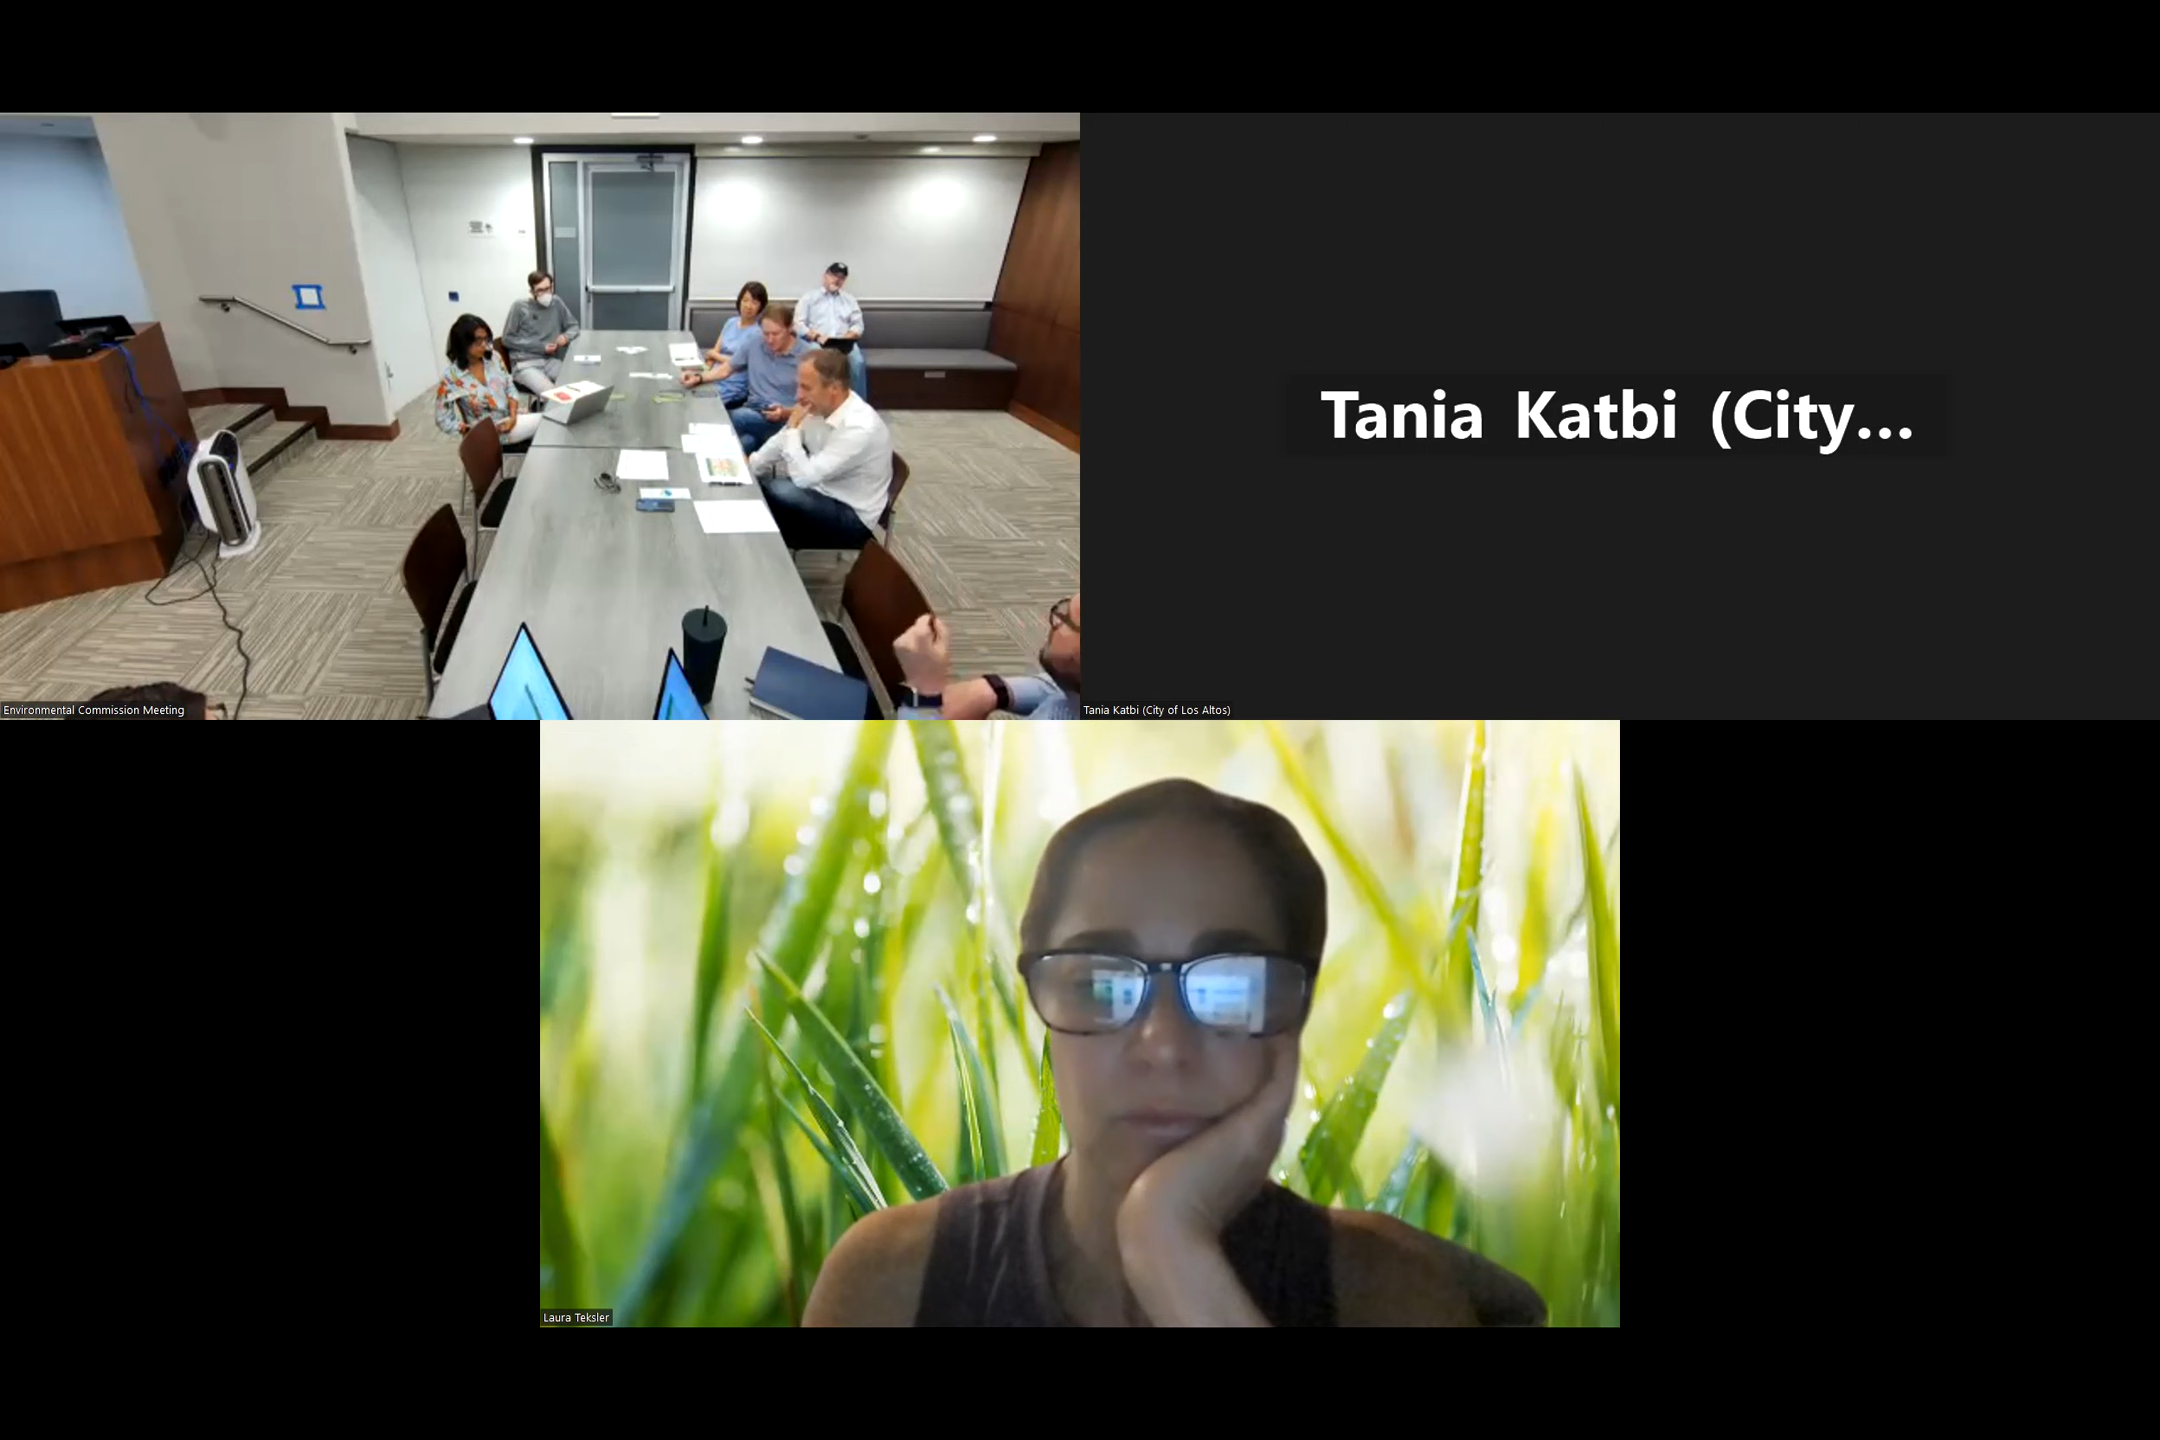 Tania Katbi (City...
Environmental Commission Meeting
Tania Katbi (City of Los Altos)
Laura Teksler